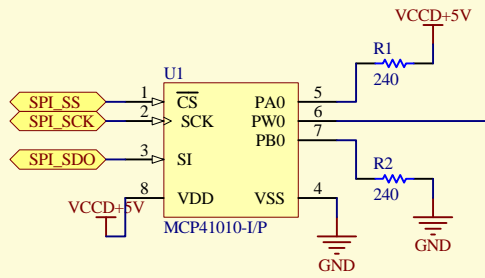 VCCD+5V
U1
R1
240
SPI_SS
1
CS
PA0
5
SPI_SCK
2
SCK
PW0
6
PB0
7
SPI_SDO
3
SI
R2
240
8
VDD
VSS
4
VCCD+5V
MCP41010-I/P
GND
GND